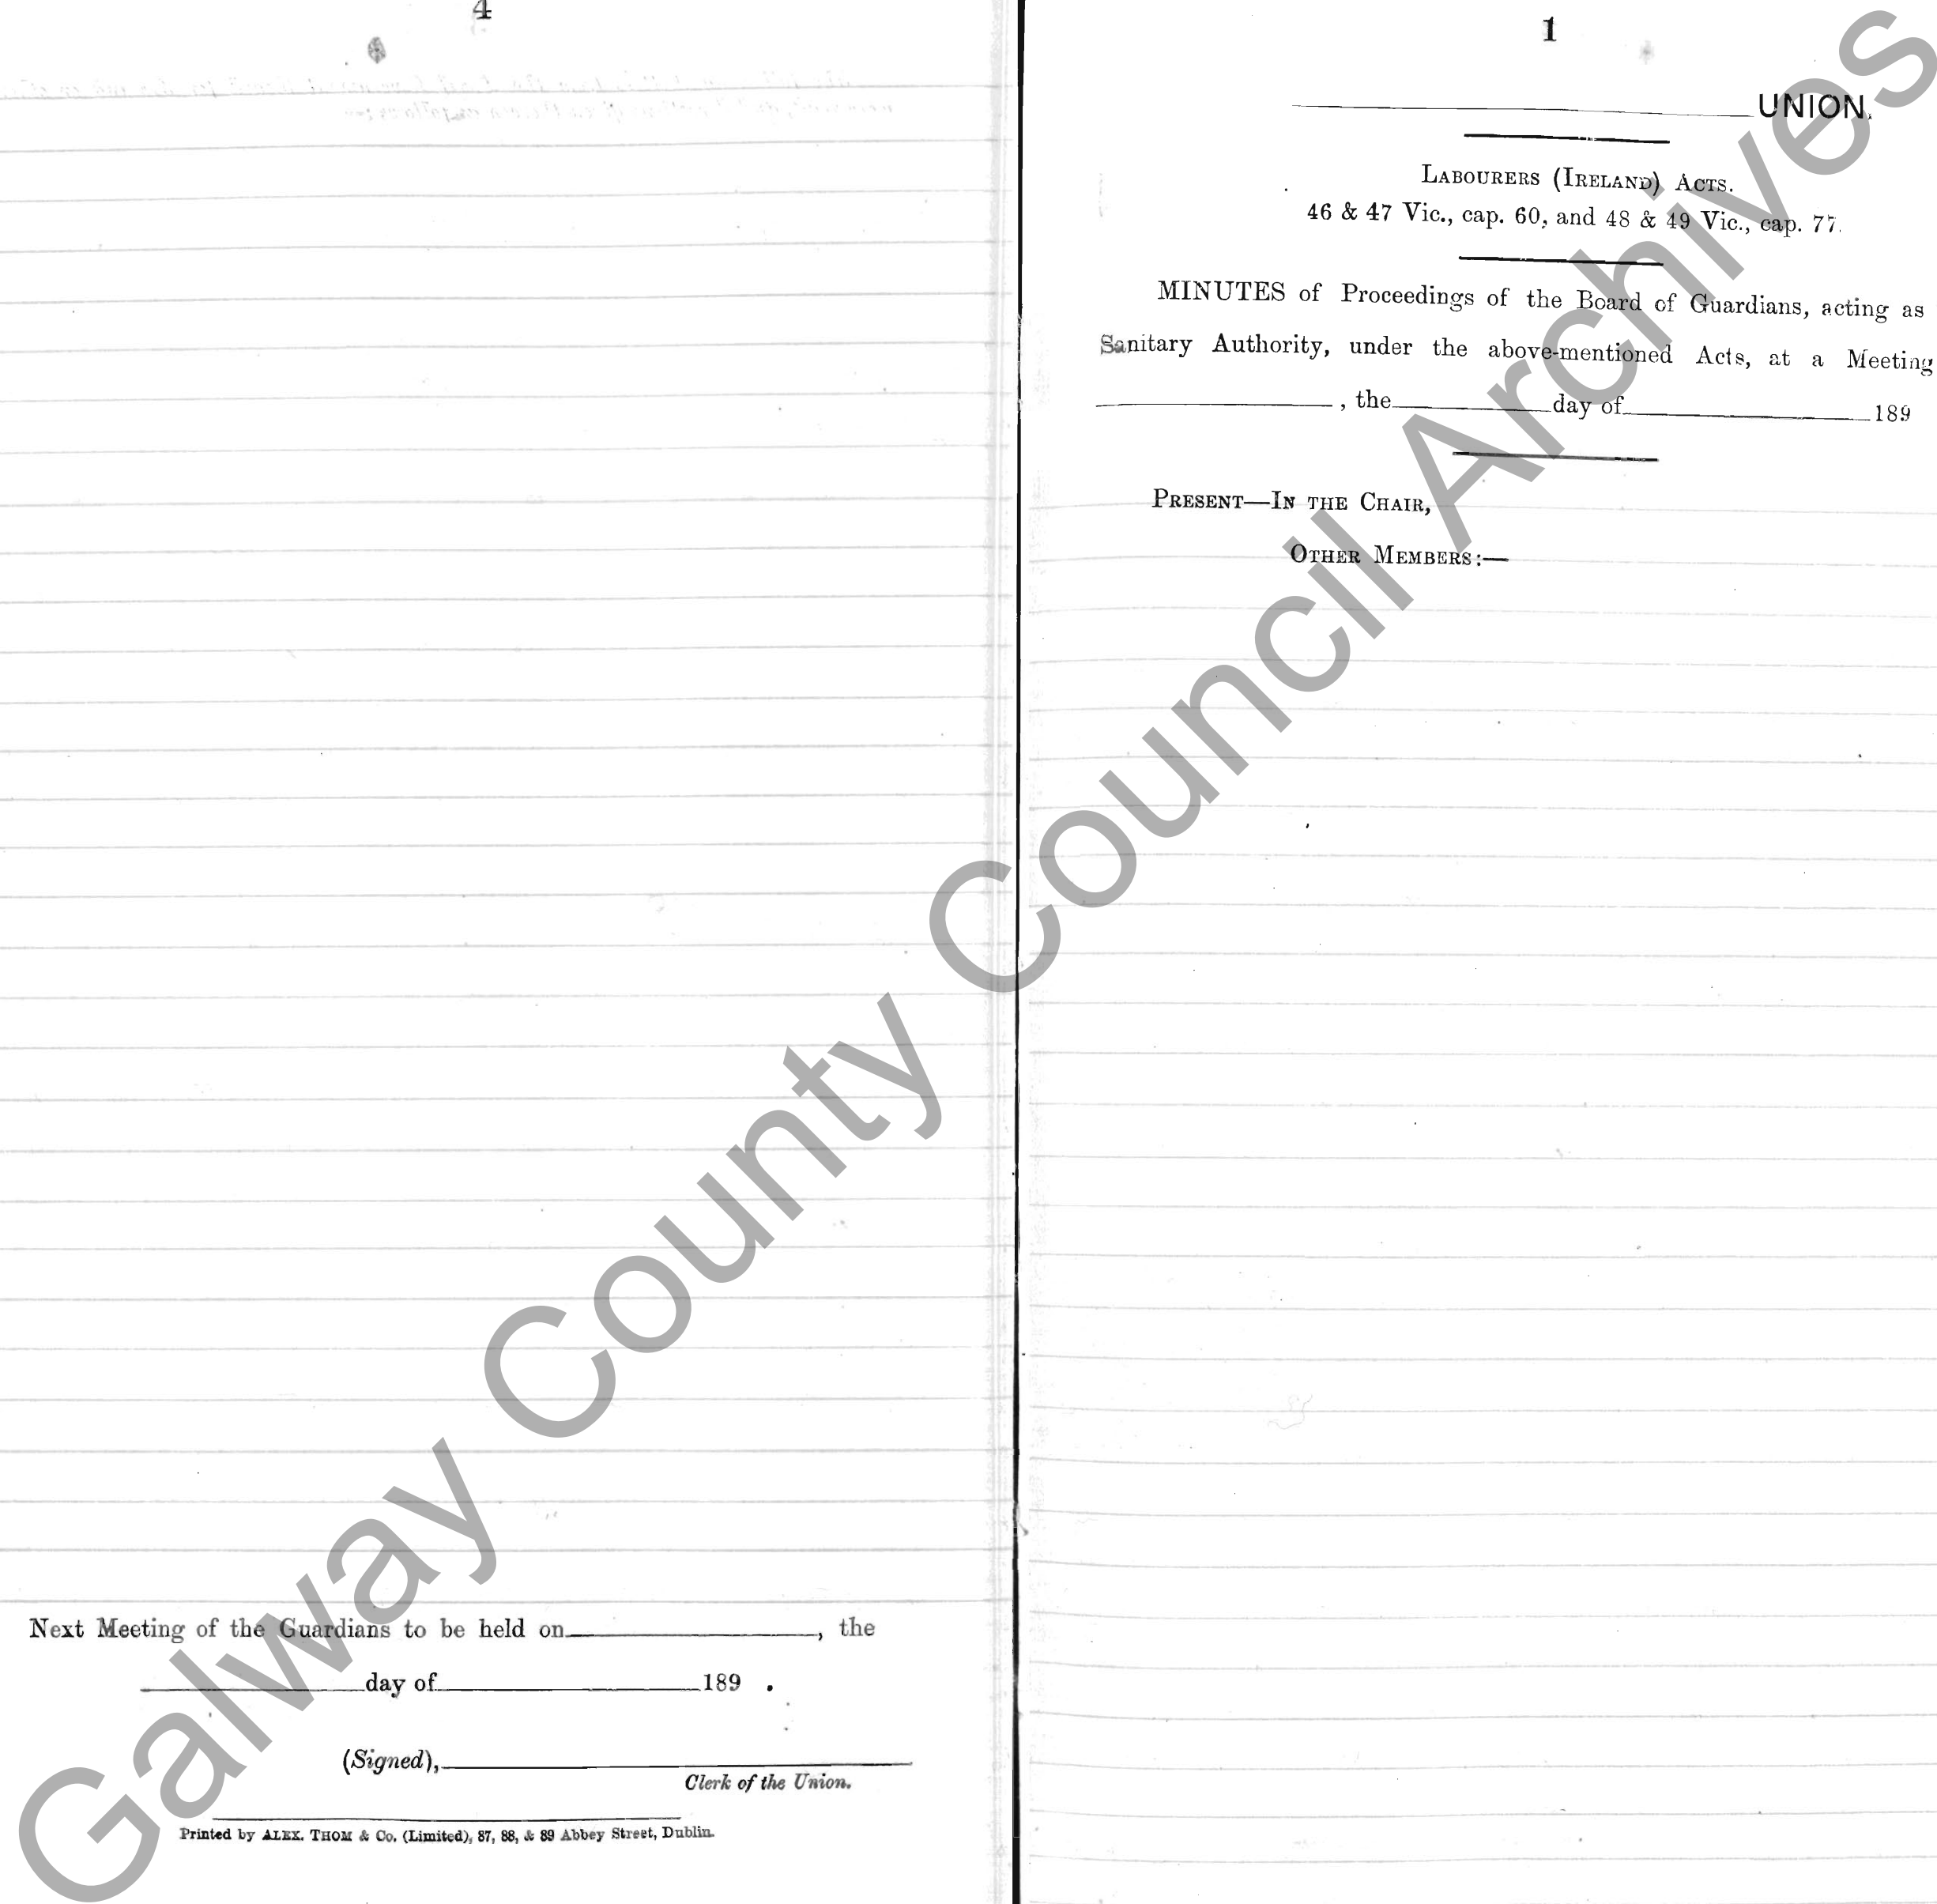 4
Next Meeting of the Guardians to be held on , the
day of 189 .
(Signed),
Clerk of the Union.
Printed by ALEX. THOM & Co. (Limited), 87, 88, & 89 Abbey Street, Dublin.
1
UNION.
LABOURERS (IRELAND) ACTS.
46 & 47 Vic., cap. 60, and 48 & 49 Vic., cap. 77.
MINUTES of Proceedings of the Board of Guardians, acting as
Sanitary Authority, under the above-mentioned Acts, at a Meeting
, the day of 189
PRESENT—IN THE CHAIR,
OTHER MEMBERS:—
Galway County Council Archives